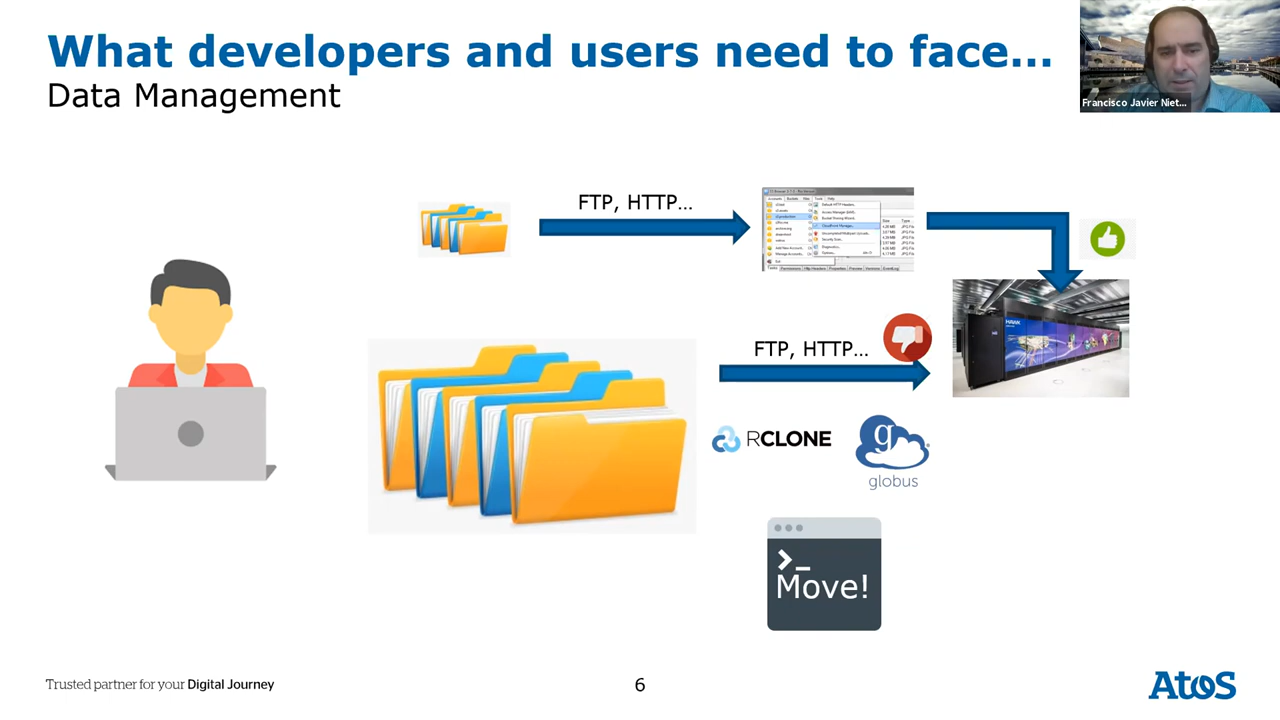 What developers and users need to face...
Data Management
Francisco Javier Niet...
FTP, HTTP...
FTP, HTTP...
HAWK
RCLONE
g
globus
>_
Move!
Trusted partner for your Digital Journey
6
Atos